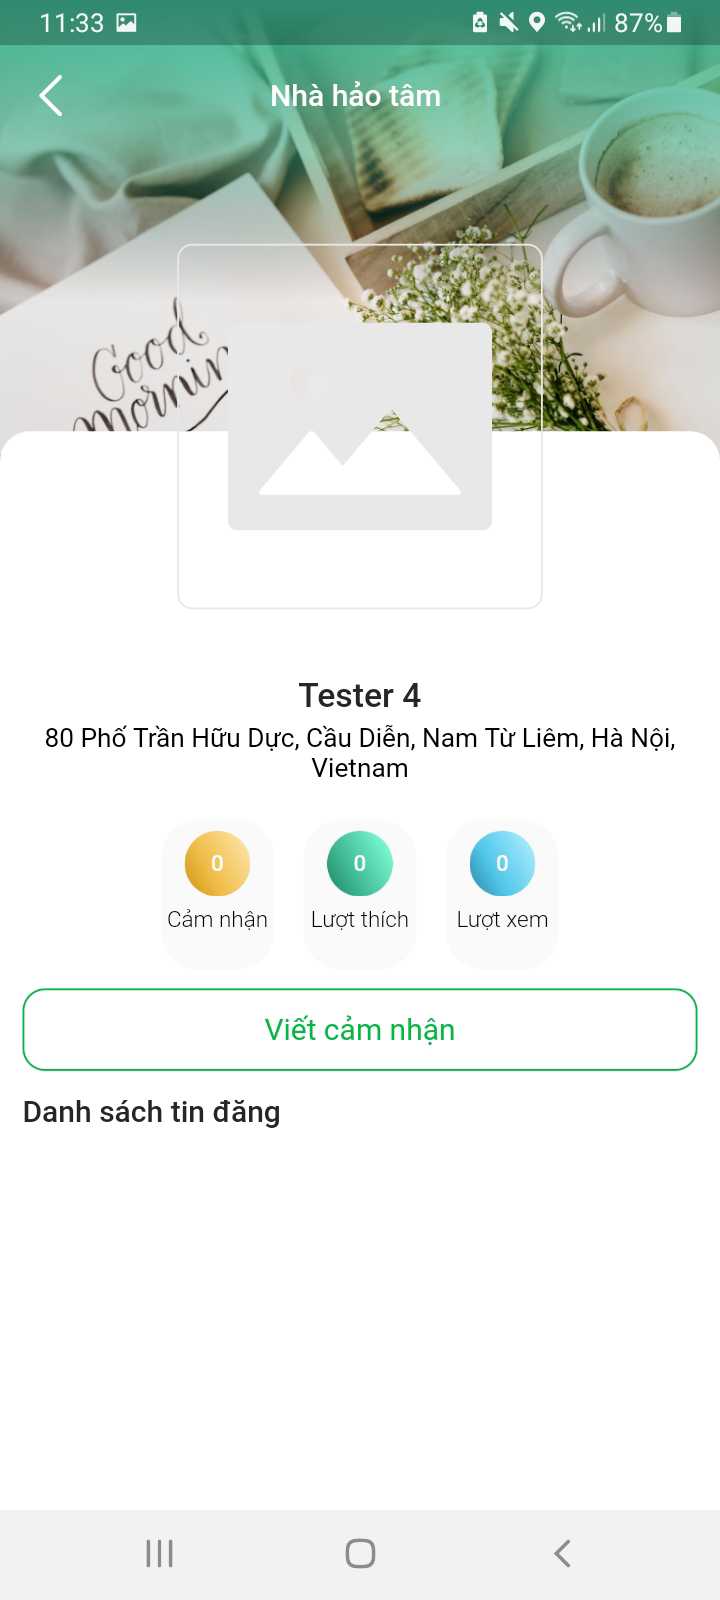 11:33
87%
Nhà hảo tâm
Good
mornin
Tester 4
80 Phố Trần Hữu Dực, Cầu Diễn, Nam Từ Liêm, Hà Nội,
Vietnam
0 0 0
Cảm nhận Lượt thích Lượt xem
Viết cảm nhận
Danh sách tin đăng